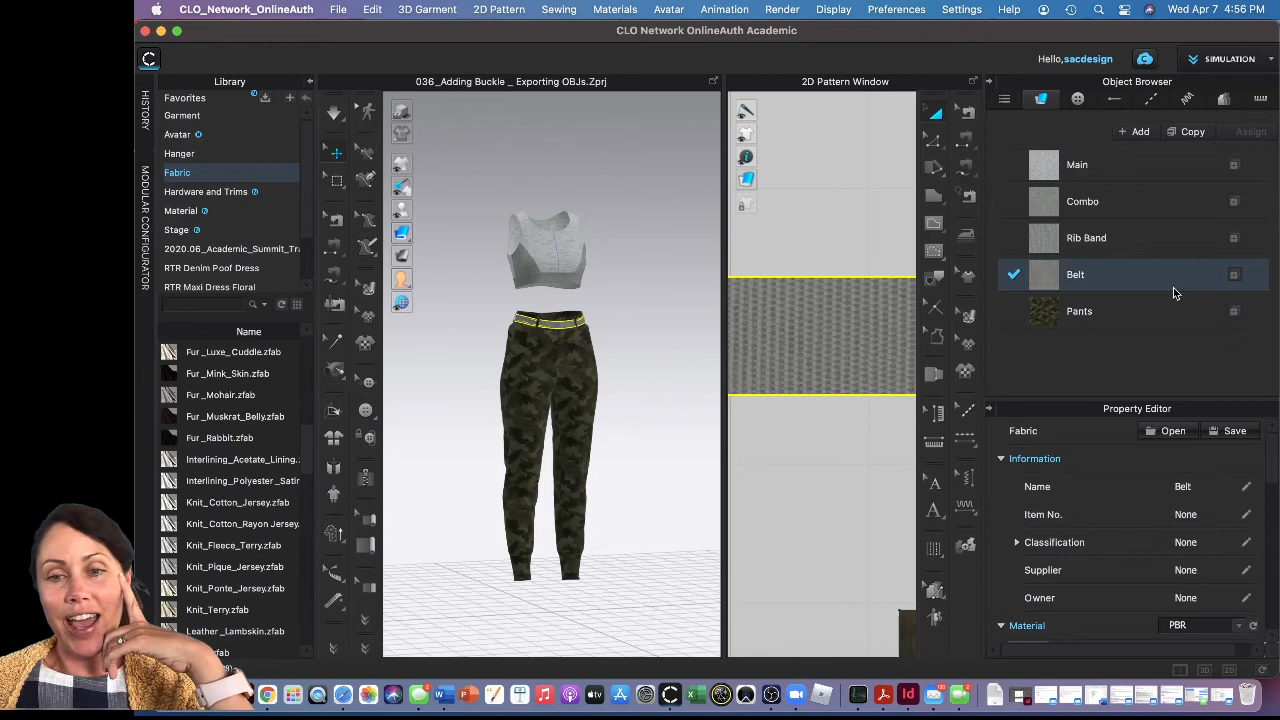 CLO_Network_OnlineAuth File Edit 3D Garment 2D Pattern Sewing Materials Avatar Animation Render Display Preferences Settings Help Wed Apr 7 4:56 PM
CLO Network OnlineAuth Academic
Hello, sacdesign SIMULATION
Library
036_Adding Buckle _ Exporting OBJs.Zprj
2D Pattern Window
Object Browser
HISTORY
MODULAR CONFIGURATOR
Favorites
Garment
Avatar
Hanger
Fabric
Hardware and Trims
Material
Stage
2020.06_Academic_Summit_Tra
RTR Denim Poof Dress
RTR Maxi Dress Floral
Name
Fur_Luxe_Cuddle.zfab
Fur_Mink_Skin.zfab
Fur_Mohair.zfab
Fur_Muskrat_Belly.zfab
Fur_Rabbit.zfab
Interlining_Acetate_Lining.
Interlining_Polyester_Satin
Knit_Cotton_Jersey.zfab
Knit_Cotton_Rayon Jersey.
Knit_Fleece_Terry.zfab
Knit_Pique_Jersey.zfab
Knit_Ponte_Jersey.zfab
Knit_Terry.zfab
Leather_Lambskin.zfab
+ Add Copy Assign
Main
Combo
Rib Band
Belt
Pants
Property Editor
Fabric Open Save
Information
Name Belt
Item No. None
Classification None
Supplier None
Owner None
Material PBR
3D 2D